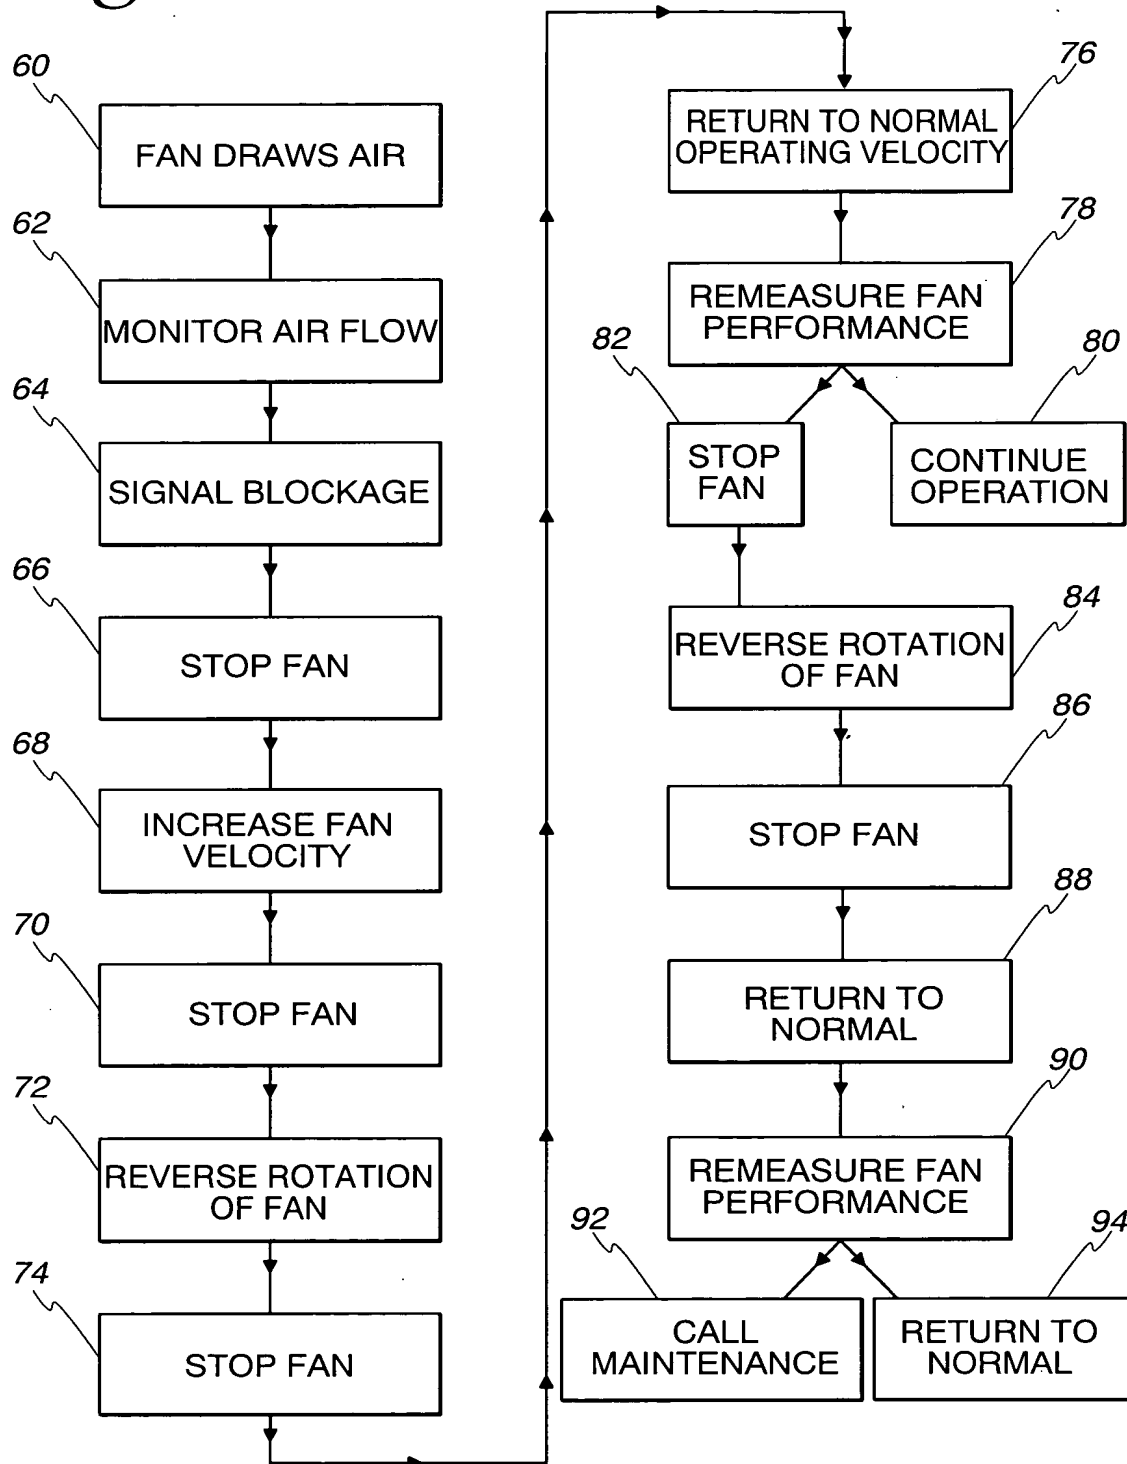 60
FAN DRAWS AIR
62
MONITOR AIR FLOW
64
SIGNAL BLOCKAGE
66
STOP FAN
68
INCREASE FAN
VELOCITY
70
STOP FAN
72
REVERSE ROTATION
OF FAN
74
STOP FAN
76
RETURN TO NORMAL
OPERATING VELOCITY
78
REMEASURE FAN
PERFORMANCE
82
STOP
FAN
80
CONTINUE
OPERATION
84
REVERSE ROTATION
OF FAN
86
STOP FAN
88
RETURN TO
NORMAL
90
REMEASURE FAN
PERFORMANCE
92
CALL
MAINTENANCE
94
RETURN TO
NORMAL